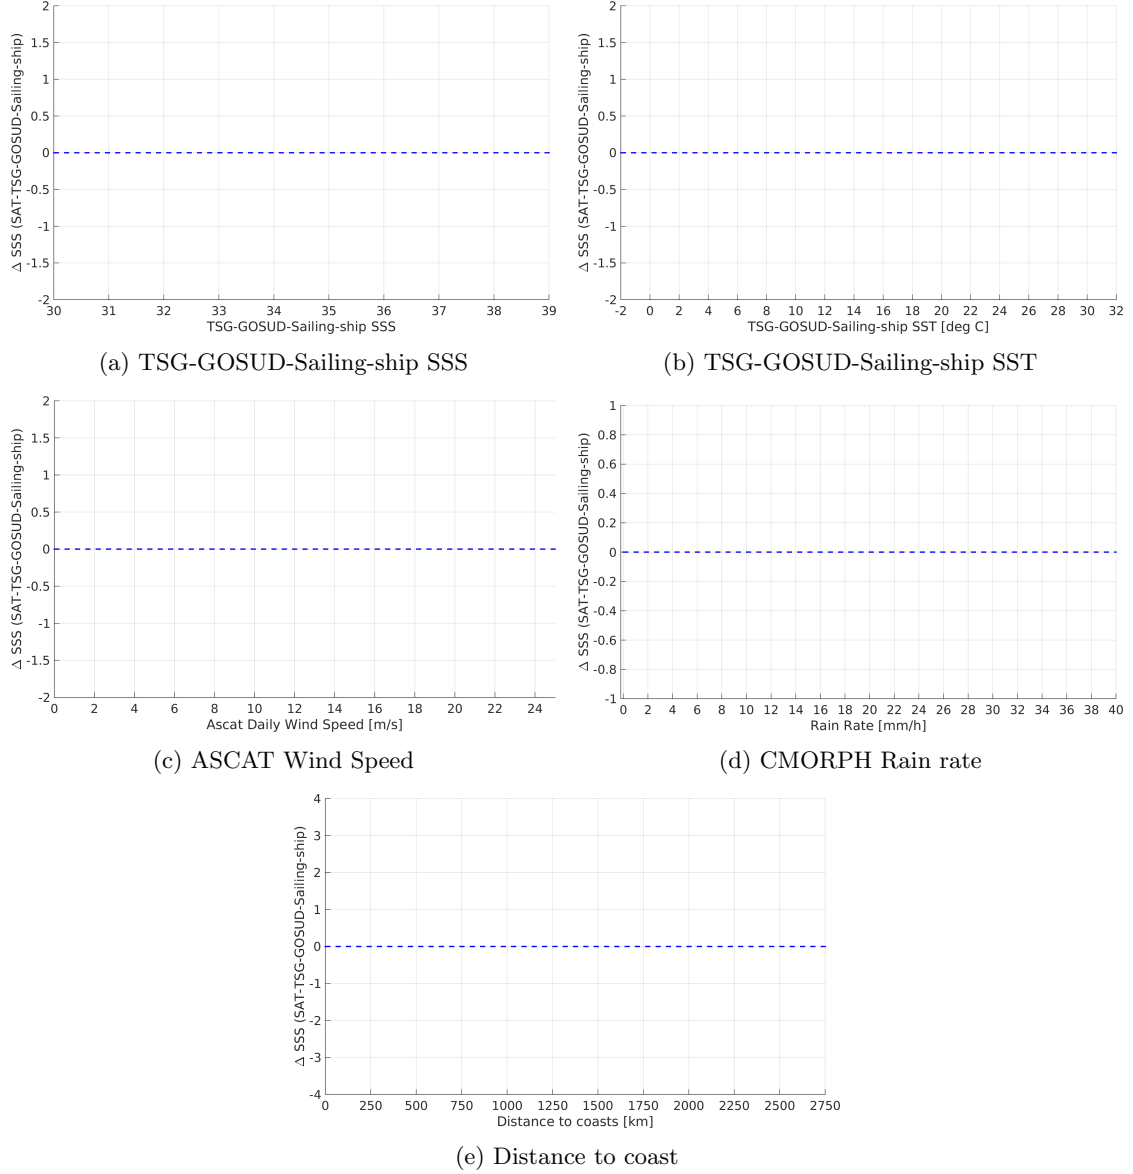 2
1.5
1
0.5
0
-0.5
-1
-1.5
-2
Δ SSS (SAT-TSG-GOSUD-Sailing-ship)
30 31 32 33 34 35 36 37 38 39
TSG-GOSUD-Sailing-ship SSS
(a) TSG-GOSUD-Sailing-ship SSS
2
1.5
1
0.5
0
-0.5
-1
-1.5
-2
Δ SSS (SAT-TSG-GOSUD-Sailing-ship)
-2 0 2 4 6 8 10 12 14 16 18 20 22 24 26 28 30 32
TSG-GOSUD-Sailing-ship SST [deg C]
(b) TSG-GOSUD-Sailing-ship SST
2
1.5
1
0.5
0
-0.5
-1
-1.5
-2
Δ SSS (SAT-TSG-GOSUD-Sailing-ship)
0 2 4 6 8 10 12 14 16 18 20 22 24
Ascat Daily Wind Speed [m/s]
(c) ASCAT Wind Speed
1
0.8
0.6
0.4
0.2
0
-0.2
-0.4
-0.6
-0.8
-1
Δ SSS (SAT-TSG-GOSUD-Sailing-ship)
0 2 4 6 8 10 12 14 16 18 20 22 24 26 28 30 32 34 36 38 40
Rain Rate [mm/h]
(d) CMORPH Rain rate
4
3
2
1
0
-1
-2
-3
-4
Δ SSS (SAT-TSG-GOSUD-Sailing-ship)
0 250 500 750 1000 1250 1500 1750 2000 2250 2500 2750
Distance to coasts [km]
(e) Distance to coast